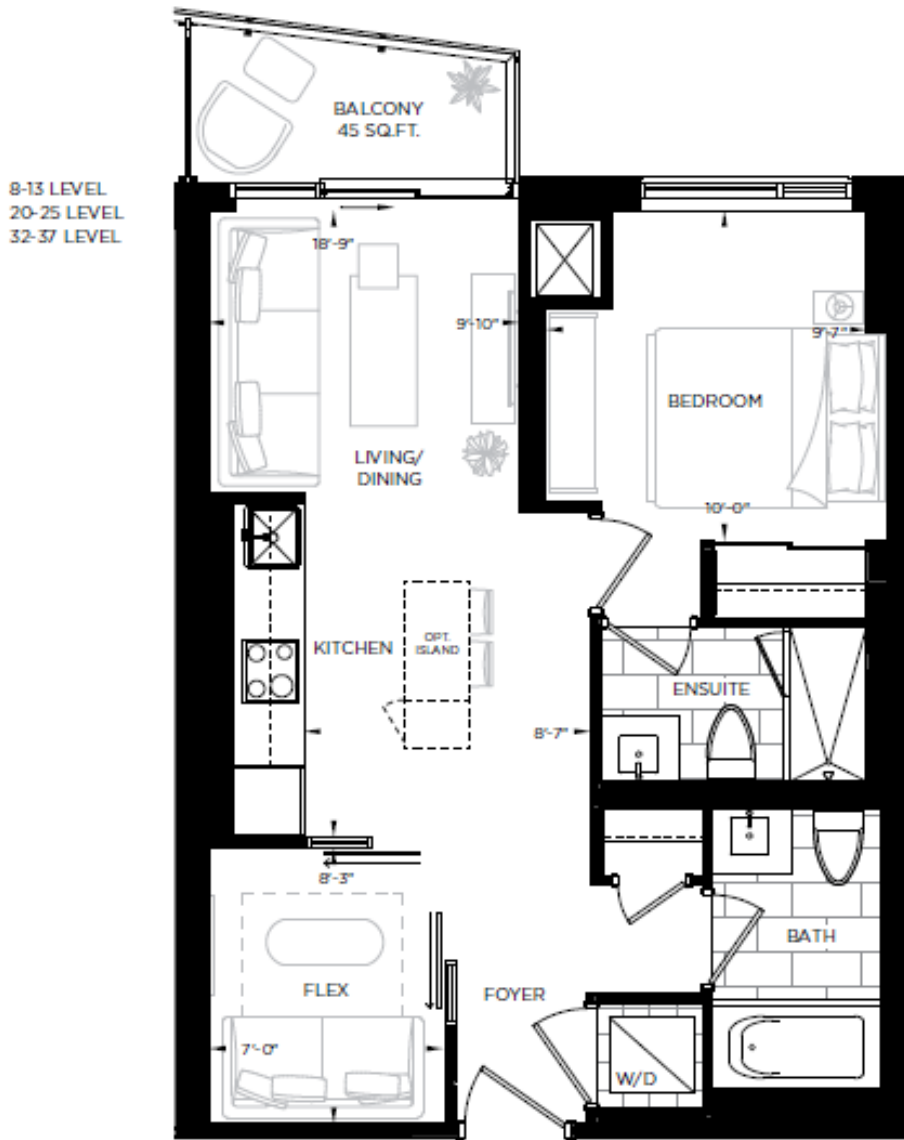 BALCONY
45 SQ.FT.
8-13 LEVEL
20-25 LEVEL
32-37 LEVEL
18'-9"
9'-10"
9'-7"
BEDROOM
LIVING/
DINING
10'-0"
KITCHEN
OPT.
ISLAND
ENSUITE
8'-7"
8'-3"
BATH
FLEX
FOYER
7'-0"
W/D